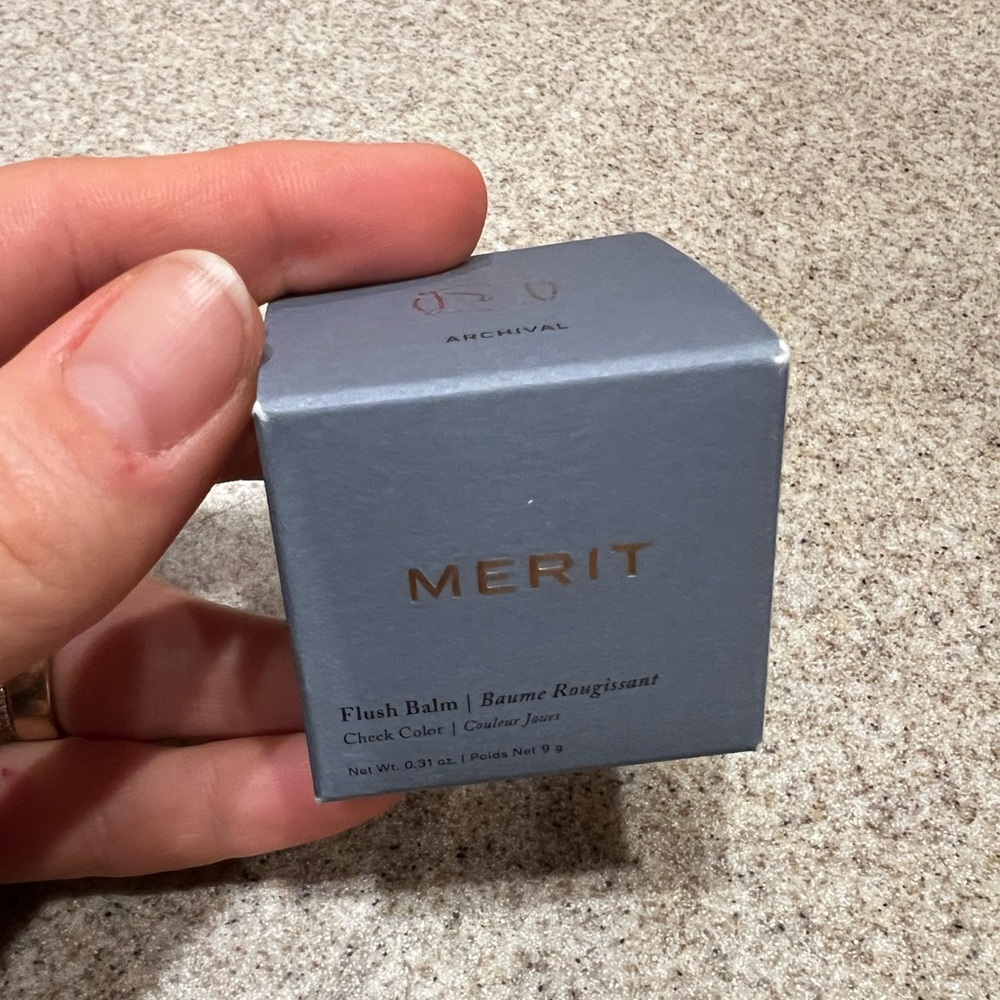 ARCHIVAL
MERIT
Flush Balm | Baume Rougissant
Cheek Color | Couleur Joues
Net Wt. 0.31 oz. | Poids Net 9 g